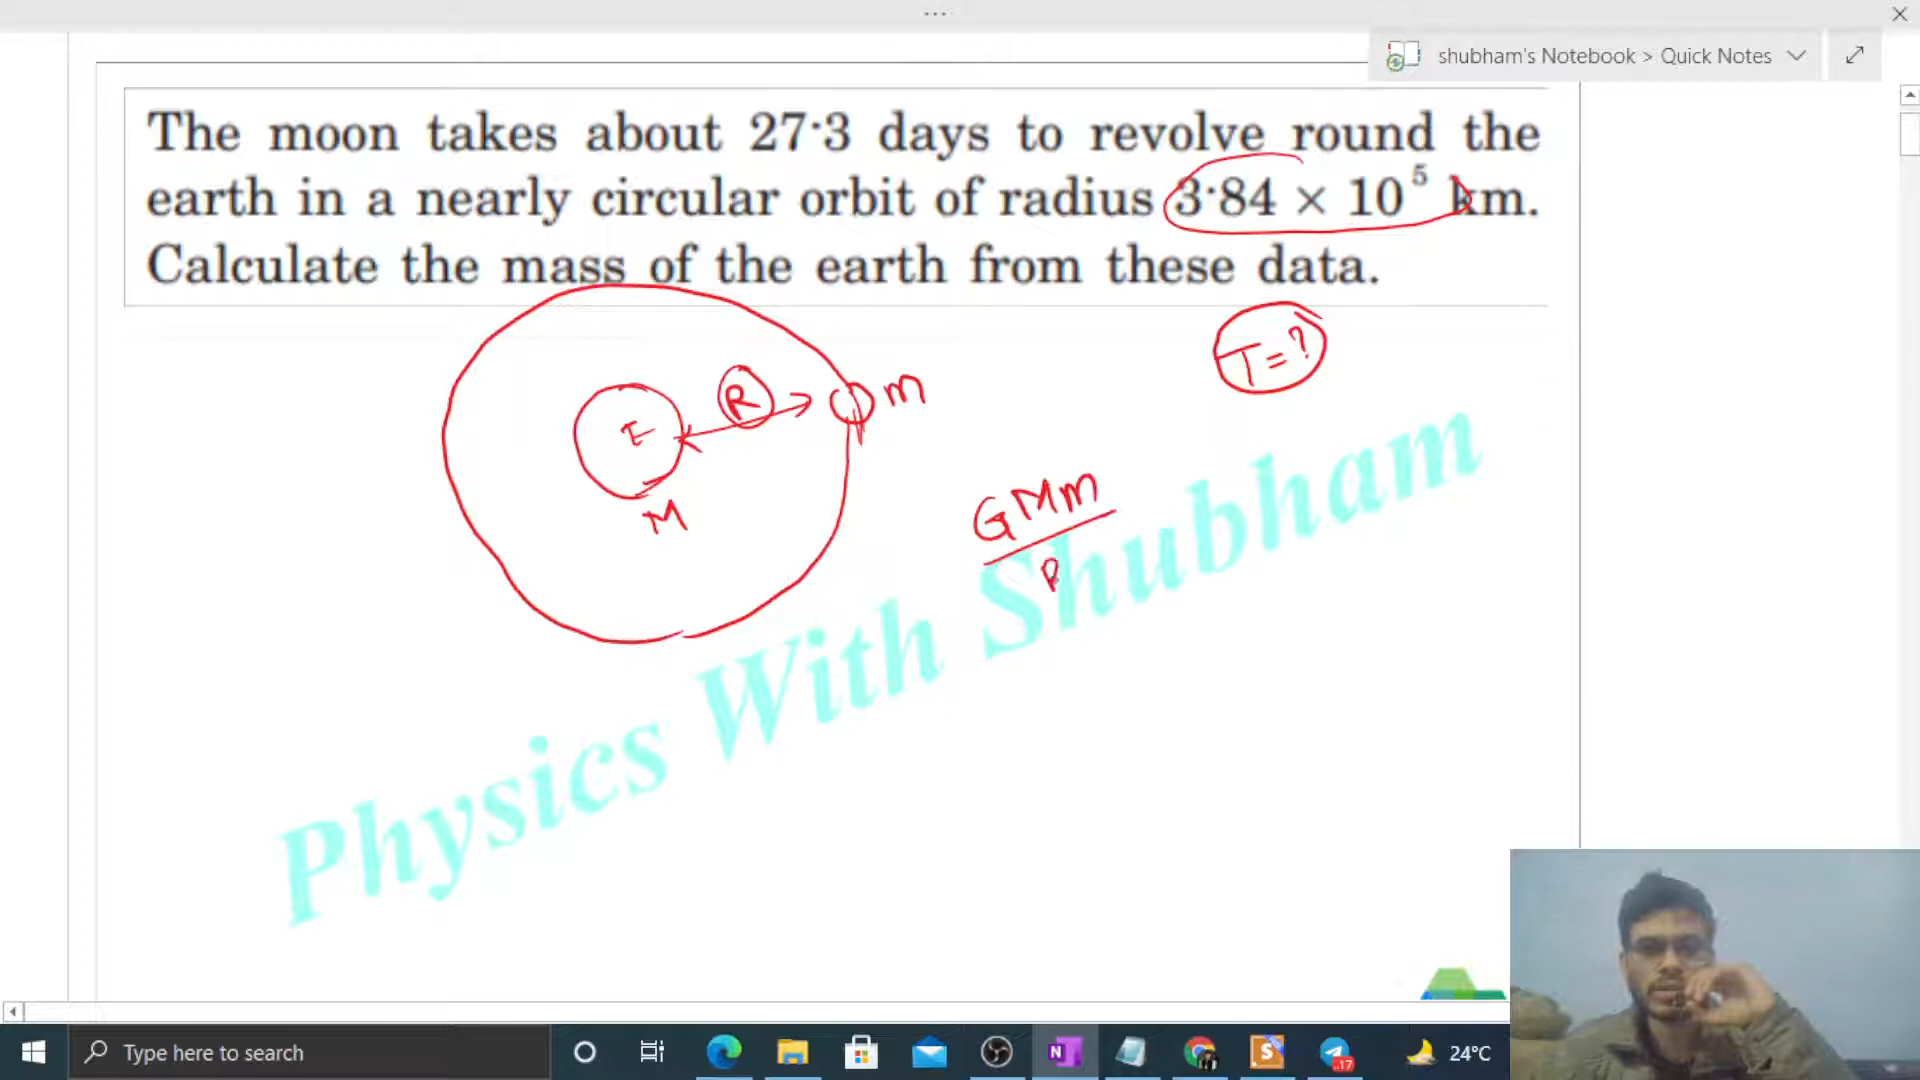 shubham's Notebook > Quick Notes
The moon takes about 27·3 days to revolve round the
earth in a nearly circular orbit of radius 3·84 × 10⁵ km.
Calculate the mass of the earth from these data.
T=?
R
m
E
M
GMm
R
Physics With Shubham
Type here to search
N
S
17
24°C